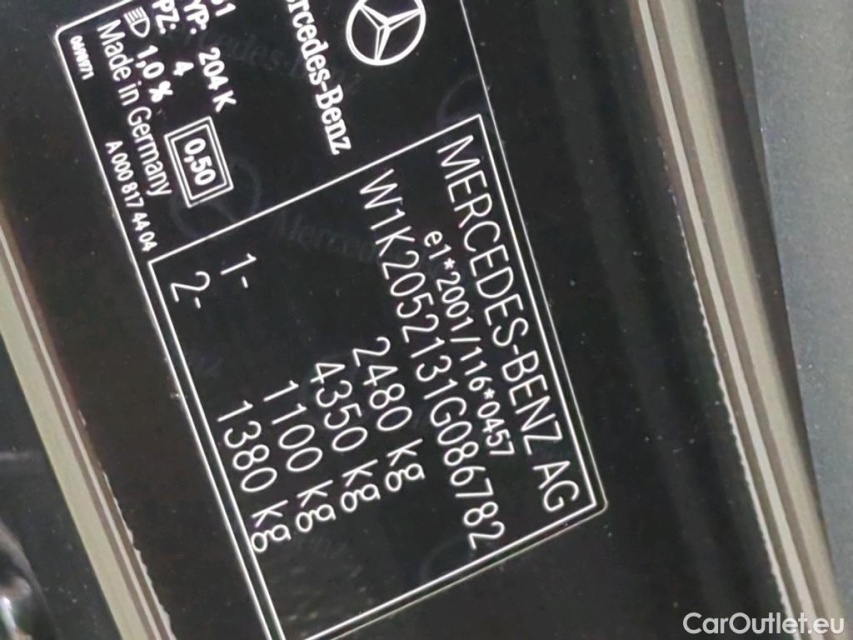 MERCEDES-BENZ AG
e1*2001/116*0457
W1K2052131G086782
2480 kg
4350 kg
1- 1100 kg
2- 1380 kg
Mercedes-Benz
TYP: 204 K
PZ: 4
1,0 %
0,50
Made in Germany
A 000 817 44 04
CarOutlet.eu